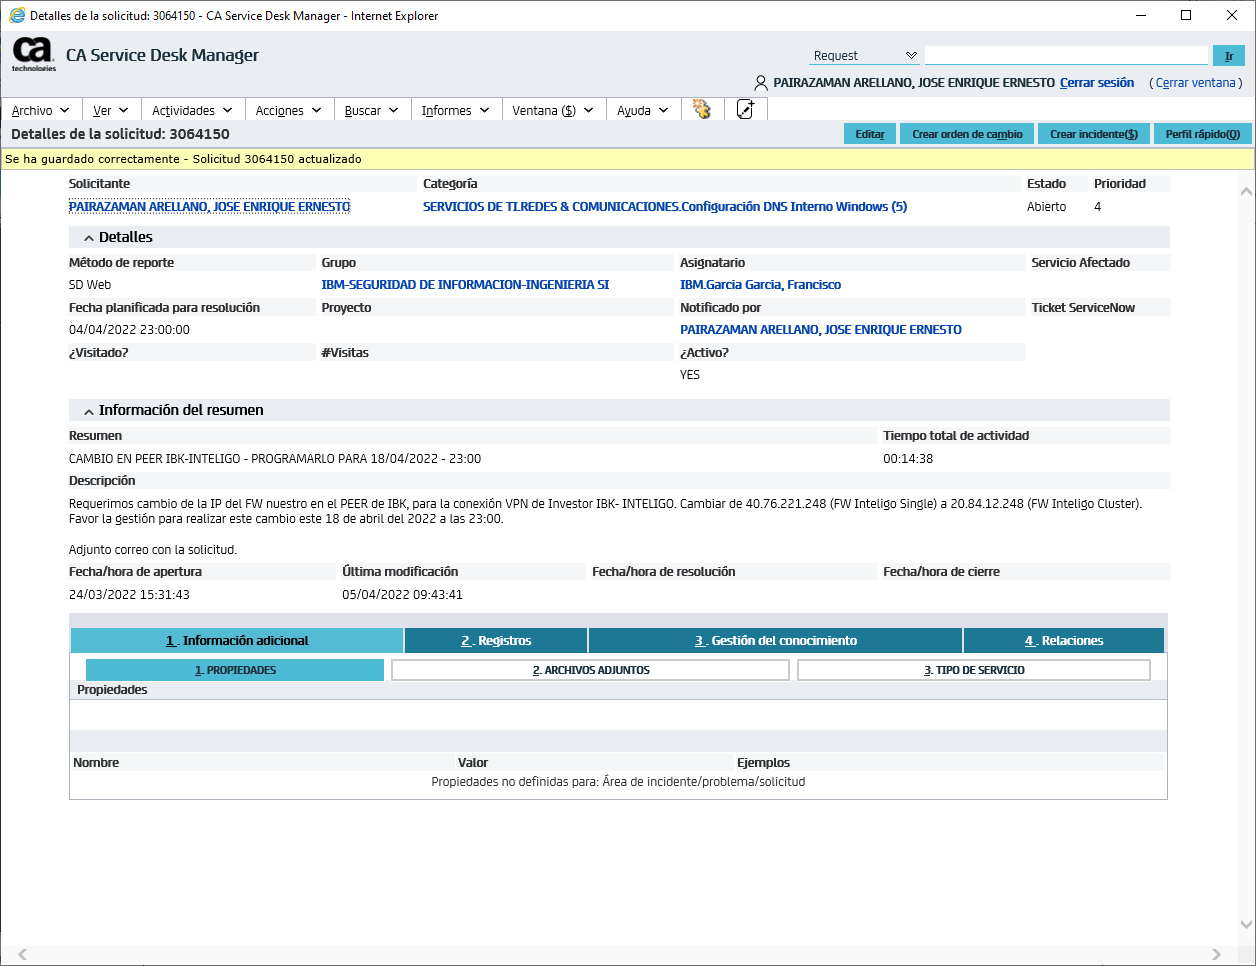 Detalles de la solicitud: 3064150 - CA Service Desk Manager - Internet Explorer
ca technologies
CA Service Desk Manager
Request
Ir
PAIRAZAMAN ARELLANO, JOSE ENRIQUE ERNESTO Cerrar sesión (Cerrar ventana)
Archivo Ver Actividades Acciones Buscar Informes Ventana ($) Ayuda
Detalles de la solicitud: 3064150
Editar Crear orden de cambio Crear incidente($) Perfil rápido(Q)
Se ha guardado correctamente - Solicitud 3064150 actualizado
Solicitante Categoría Estado Prioridad
PAIRAZAMAN ARELLANO, JOSE ENRIQUE ERNESTO SERVICIOS DE TI.REDES & COMUNICACIONES.Configuración DNS Interno Windows (5) Abierto 4
Detalles
Método de reporte Grupo Asignatario Servicio Afectado
SD Web IBM-SEGURIDAD DE INFORMACION-INGENIERIA SI IBM.Garcia Garcia, Francisco
Fecha planificada para resolución Proyecto Notificado por Ticket ServiceNow
04/04/2022 23:00:00 PAIRAZAMAN ARELLANO, JOSE ENRIQUE ERNESTO
¿Visitado? #Visitas ¿Activo?
YES
Información del resumen
Resumen Tiempo total de actividad
CAMBIO EN PEER IBK-INTELIGO - PROGRAMARLO PARA 18/04/2022 - 23:00 00:14:38
Descripción
Requerimos cambio de la IP del FW nuestro en el PEER de IBK, para la conexión VPN de Investor IBK- INTELIGO. Cambiar de 40.76.221.248 (FW Inteligo Single) a 20.84.12.248 (FW Inteligo Cluster).
Favor la gestión para realizar este cambio este 18 de abril del 2022 a las 23:00.
Adjunto correo con la solicitud.
Fecha/hora de apertura Última modificación Fecha/hora de resolución Fecha/hora de cierre
24/03/2022 15:31:43 05/04/2022 09:43:41
1 . Información adicional 2 . Registros 3 . Gestión del conocimiento 4 . Relaciones
1. PROPIEDADES 2. ARCHIVOS ADJUNTOS 3. TIPO DE SERVICIO
Propiedades
Nombre Valor Ejemplos
Propiedades no definidas para: Área de incidente/problema/solicitud